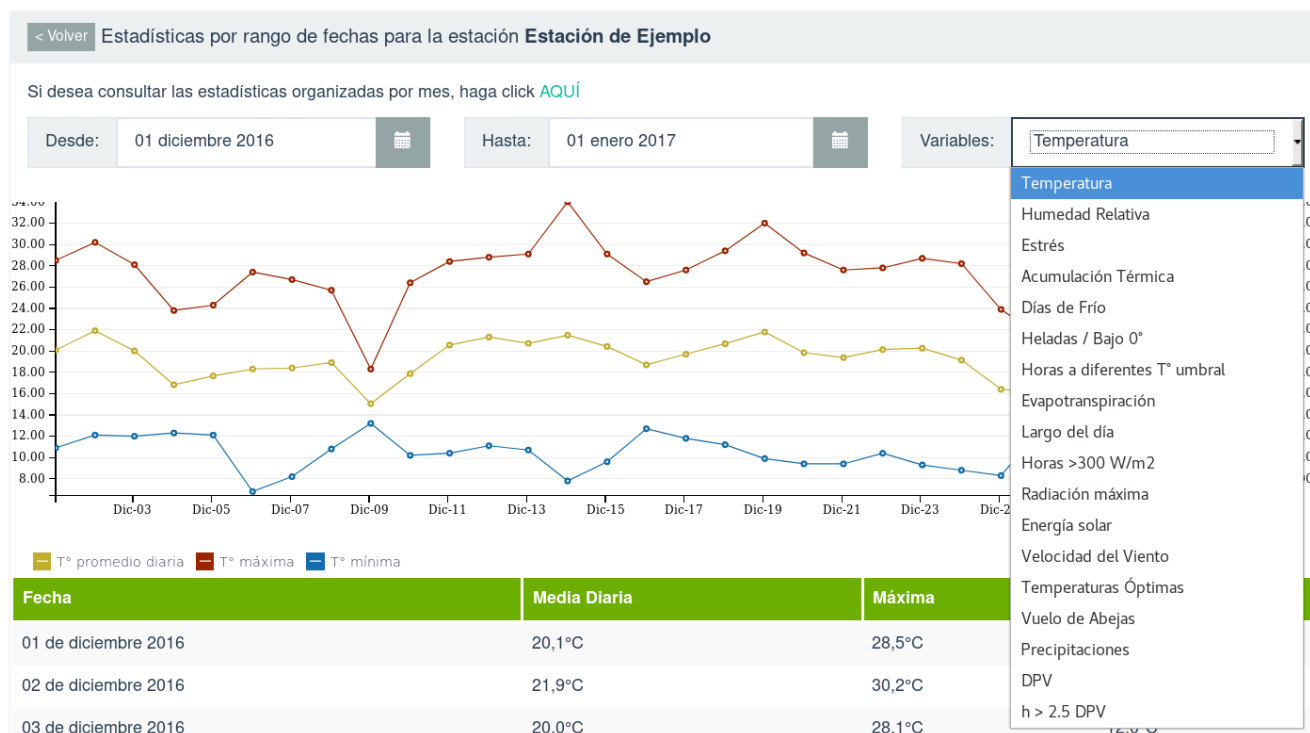 < Volver Estadísticas por rango de fechas para la estación Estación de Ejemplo
Si desea consultar las estadísticas organizadas por mes, haga click AQUÍ
Desde: 01 diciembre 2016 Hasta: 01 enero 2017 Variables: Temperatura
Temperatura
Humedad Relativa
Estrés
Acumulación Térmica
Días de Frío
Heladas / Bajo 0°
Horas a diferentes T° umbral
Evapotranspiración
Largo del día
Horas >300 W/m2
Radiación máxima
Energía solar
Velocidad del Viento
Temperaturas Óptimas
Vuelo de Abejas
Precipitaciones
DPV
h > 2.5 DPV
34.00
32.00
30.00
28.00
26.00
24.00
22.00
20.00
18.00
16.00
14.00
12.00
10.00
8.00
Dic-03 Dic-05 Dic-07 Dic-09 Dic-11 Dic-13 Dic-15 Dic-17 Dic-19 Dic-21 Dic-23 Dic-2
T° promedio diaria T° máxima T° mínima
Fecha Media Diaria Máxima
01 de diciembre 2016 20,1°C 28,5°C
02 de diciembre 2016 21,9°C 30,2°C
03 de diciembre 2016 20,0°C 28,1°C 12,0°C